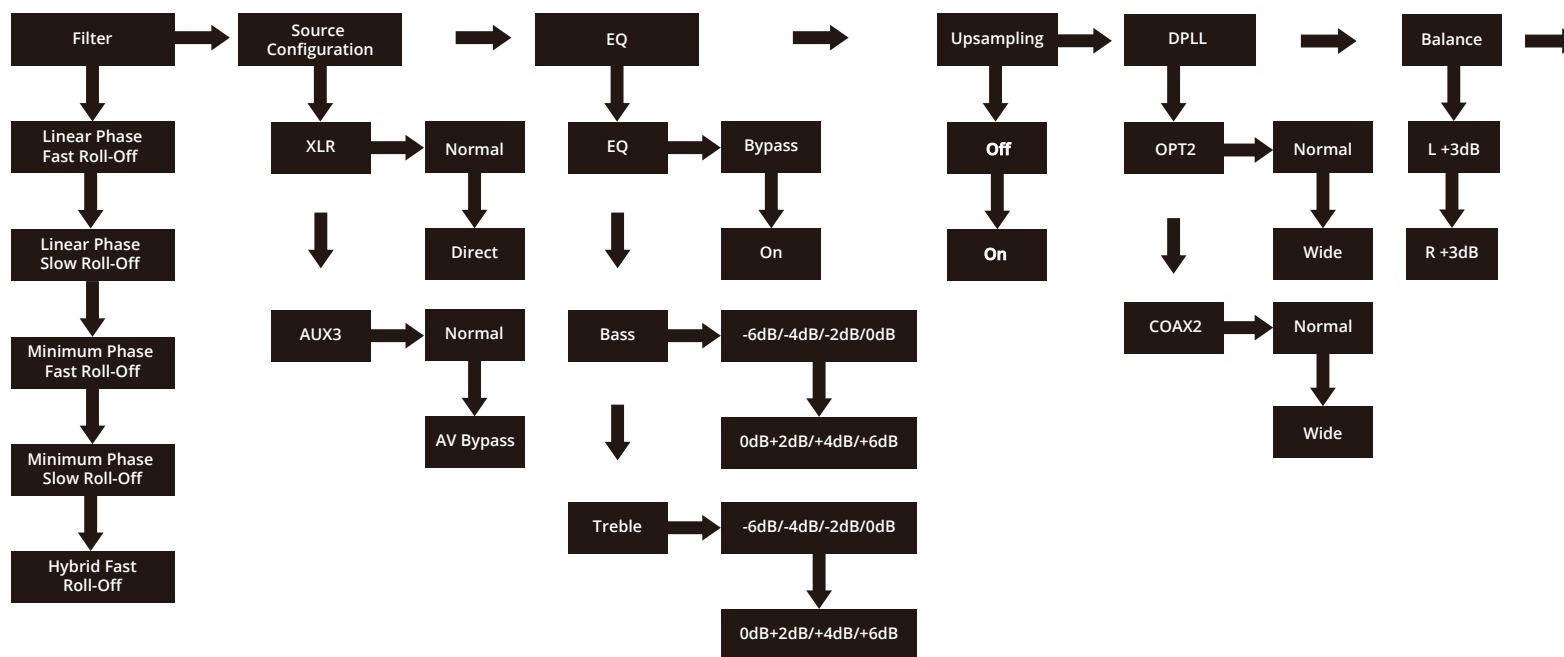 Filter
Source
Configuration
EQ
Upsampling
DPLL
Balance
Linear Phase
Fast Roll-Off
XLR
Normal
EQ
Bypass
Off
OPT2
Normal
L +3dB
Linear Phase
Slow Roll-Off
Direct
On
On
Wide
R +3dB
AUX3
Normal
Bass
-6dB/-4dB/-2dB/0dB
COAX2
Normal
Minimum Phase
Fast Roll-Off
AV Bypass
0dB+2dB/+4dB/+6dB
Wide
Minimum Phase
Slow Roll-Off
Treble
-6dB/-4dB/-2dB/0dB
Hybrid Fast
Roll-Off
0dB+2dB/+4dB/+6dB